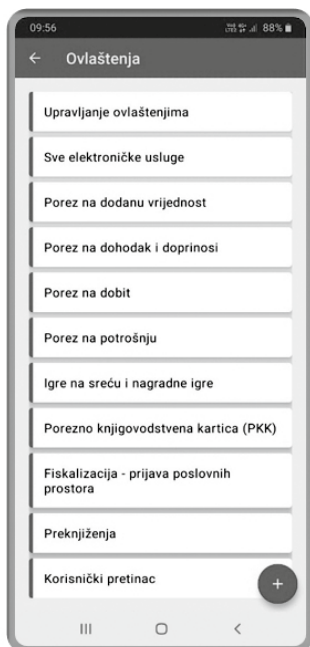 09:56
88%
Ovlaštenja
Upravljanje ovlaštenjima
Sve elektroničke usluge
Porez na dodanu vrijednost
Porez na dohodak i doprinosi
Porez na dobit
Porez na potrošnju
Igre na sreću i nagradne igre
Porezno knjigovodstvena kartica (PKK)
Fiskalizacija - prijava poslovnih
prostora
Preknjiženja
Korisnički pretinac
+